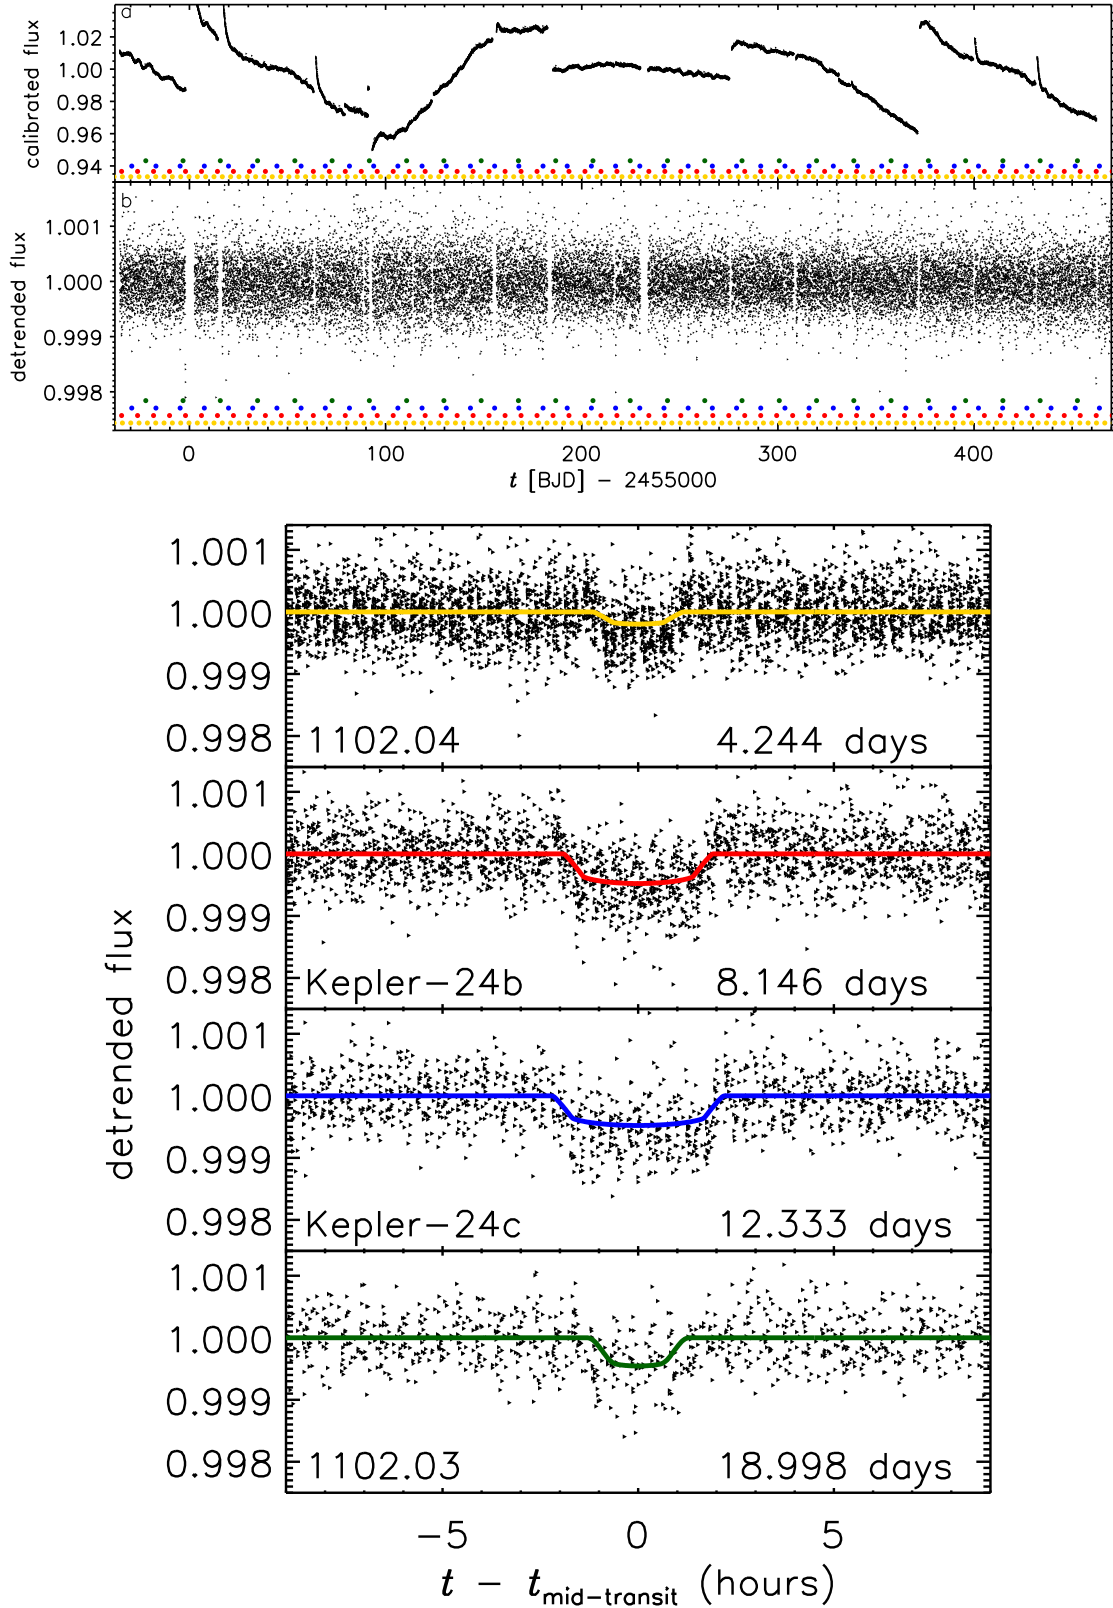 a
1.02
1.00
0.98
0.96
0.94
calibrated flux
b
1.001
1.000
0.999
0.998
detrended flux
0 100 200 300 400
t [BJD] − 2455000
1.001
1.000
0.999
0.998
1102.04 4.244 days
1.001
1.000
0.999
0.998
Kepler−24b 8.146 days
1.001
1.000
0.999
0.998
Kepler−24c 12.333 days
1.001
1.000
0.999
0.998
1102.03 18.998 days
detrended flux
−5 0 5
t − tmid−transit (hours)